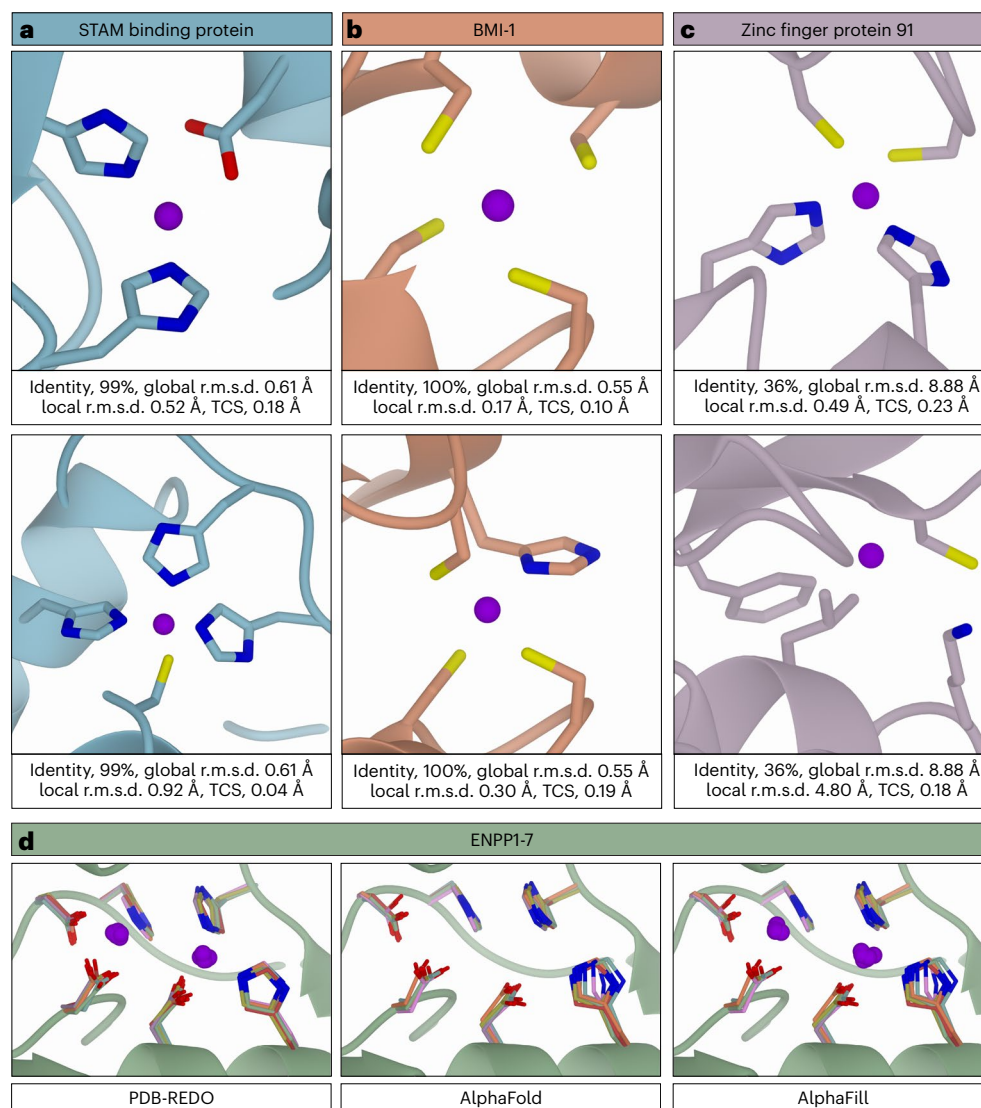 a STAM binding protein
b BMI-1
c Zinc finger protein 91
Identity, 99%, global r.m.s.d. 0.61 Å
local r.m.s.d. 0.52 Å, TCS, 0.18 Å
Identity, 100%, global r.m.s.d. 0.55 Å
local r.m.s.d. 0.17 Å, TCS, 0.10 Å
Identity, 36%, global r.m.s.d. 8.88 Å
local r.m.s.d. 0.49 Å, TCS, 0.23 Å
Identity, 99%, global r.m.s.d. 0.61 Å
local r.m.s.d. 0.92 Å, TCS, 0.04 Å
Identity, 100%, global r.m.s.d. 0.55 Å
local r.m.s.d. 0.30 Å, TCS, 0.19 Å
Identity, 36%, global r.m.s.d. 8.88 Å
local r.m.s.d. 4.80 Å, TCS, 0.18 Å
d ENPP1-7
PDB-REDO
AlphaFold
AlphaFill